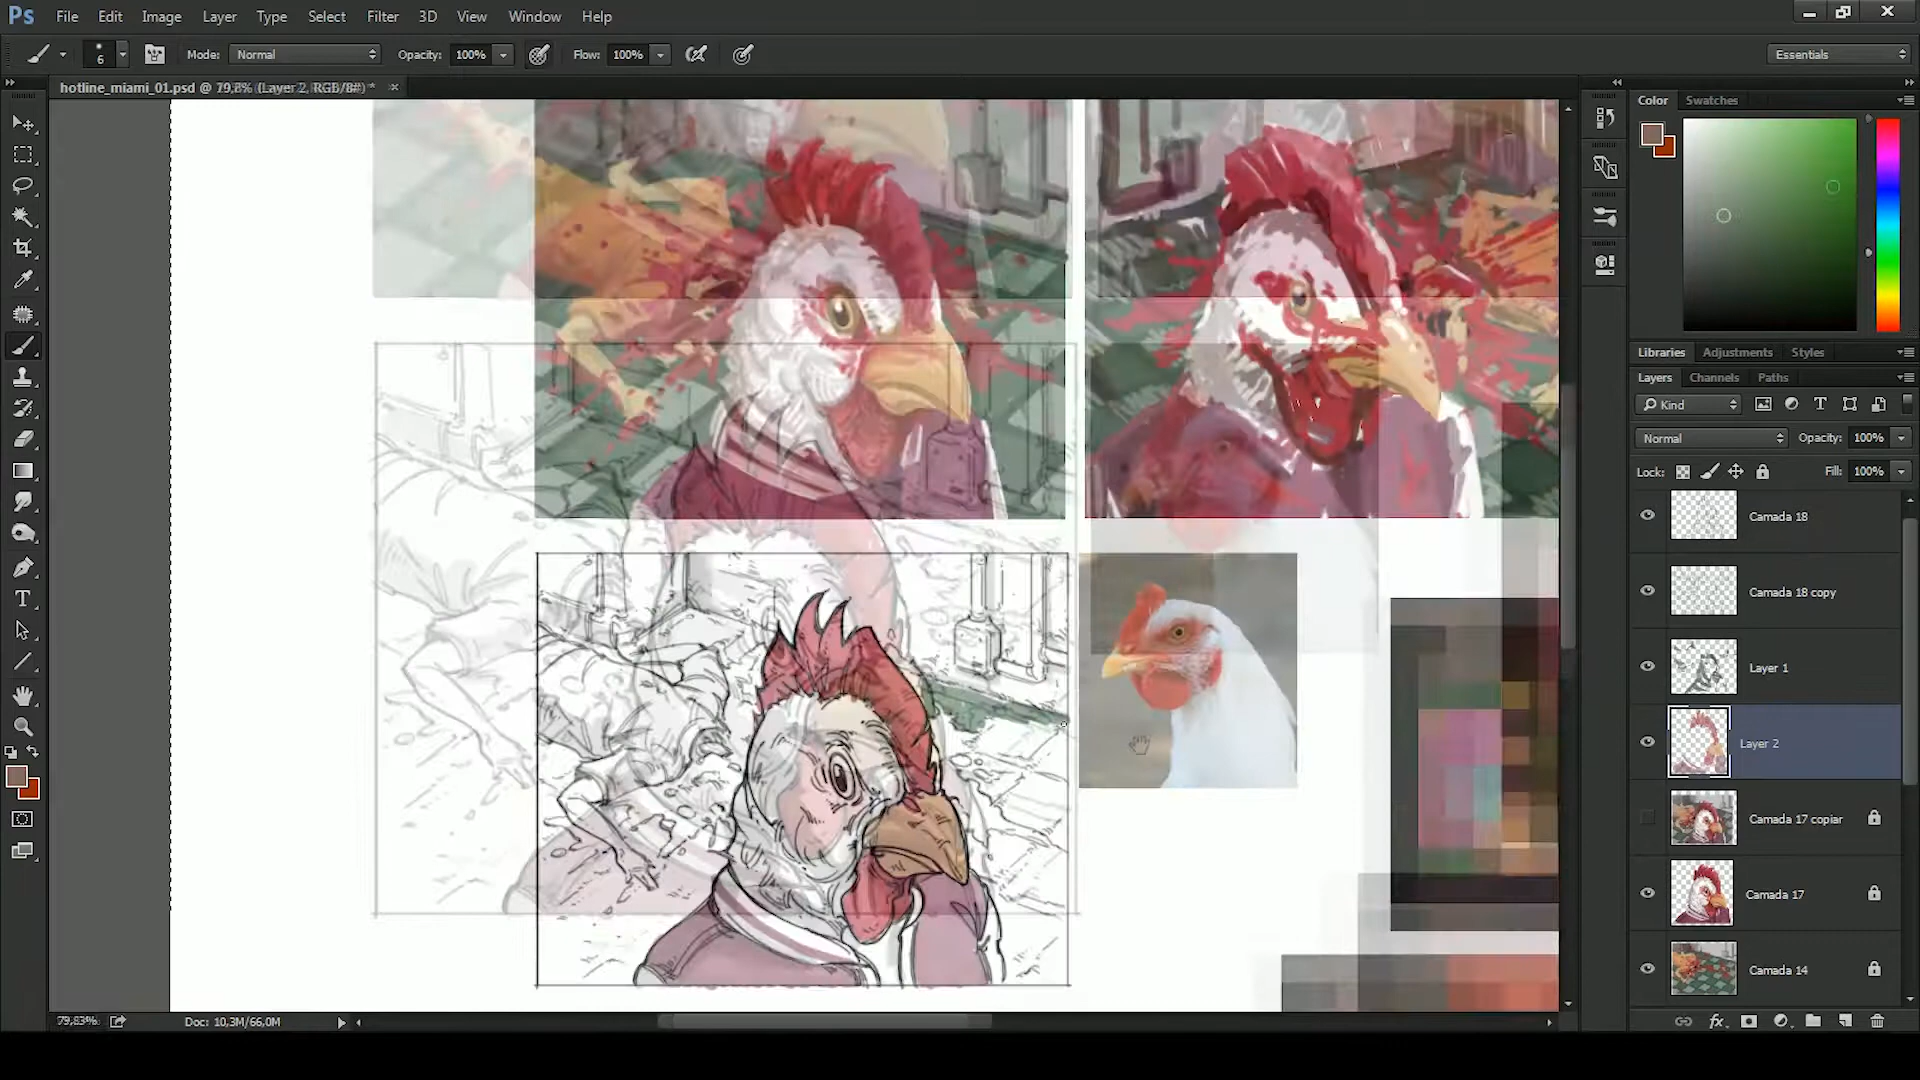 Ps File Edit Image Layer Type Select Filter 3D View Window Help
6 Mode: Normal Opacity: 100% Flow: 100% Essentials
hotline_miami_01.psd @ 79,8% (Layer 2, RGB/8#) *
Color Swatches
Libraries Adjustments Styles
Layers Channels Paths
Kind
Normal Opacity: 100%
Lock: Fill: 100%
Camada 18
Camada 18 copy
Layer 1
Layer 2
Camada 17 copiar
Camada 17
Camada 14
79,83% Doc: 10,3M/66,0M